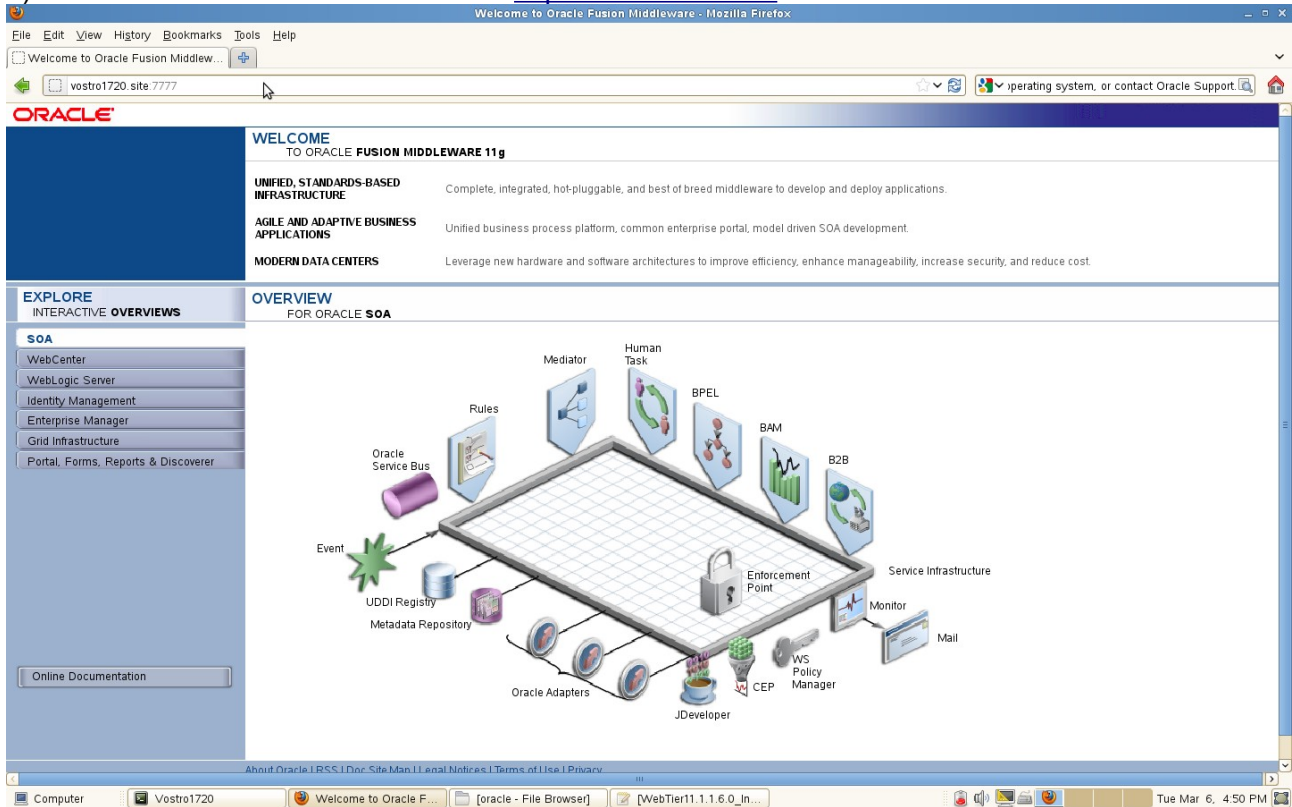 Welcome to Oracle Fusion Middleware - Mozilla Firefox
File Edit View History Bookmarks Tools Help
Welcome to Oracle Fusion Middlew...
vostro1720.site:7777
operating system, or contact Oracle Support.
ORACLE
WELCOME
TO ORACLE FUSION MIDDLEWARE 11g
UNIFIED, STANDARDS-BASED INFRASTRUCTURE
Complete, integrated, hot-pluggable, and best of breed middleware to develop and deploy applications.
AGILE AND ADAPTIVE BUSINESS APPLICATIONS
Unified business process platform, common enterprise portal, model driven SOA development.
MODERN DATA CENTERS
Leverage new hardware and software architectures to improve efficiency, enhance manageability, increase security, and reduce cost.
EXPLORE
INTERACTIVE OVERVIEWS
SOA
WebCenter
WebLogic Server
Identity Management
Enterprise Manager
Grid Infrastructure
Portal, Forms, Reports & Discoverer
Online Documentation
OVERVIEW
FOR ORACLE SOA
Mediator
Human
Task
BPEL
Rules
BAM
Oracle
Service Bus
B2B
Event
Enforcement
Point
Service Infrastructure
UDDI Registry
Monitor
Metadata Repository
Mail
WS
Policy
Manager
CEP
Oracle Adapters
JDeveloper
About Oracle | RSS | Doc Site Map | Legal Notices | Terms of Use | Privacy
Computer
Vostro1720
Welcome to Oracle F...
[oracle - File Browser]
[WebTier11.1.1.6.0_In...
Tue Mar 6, 4:50 PM